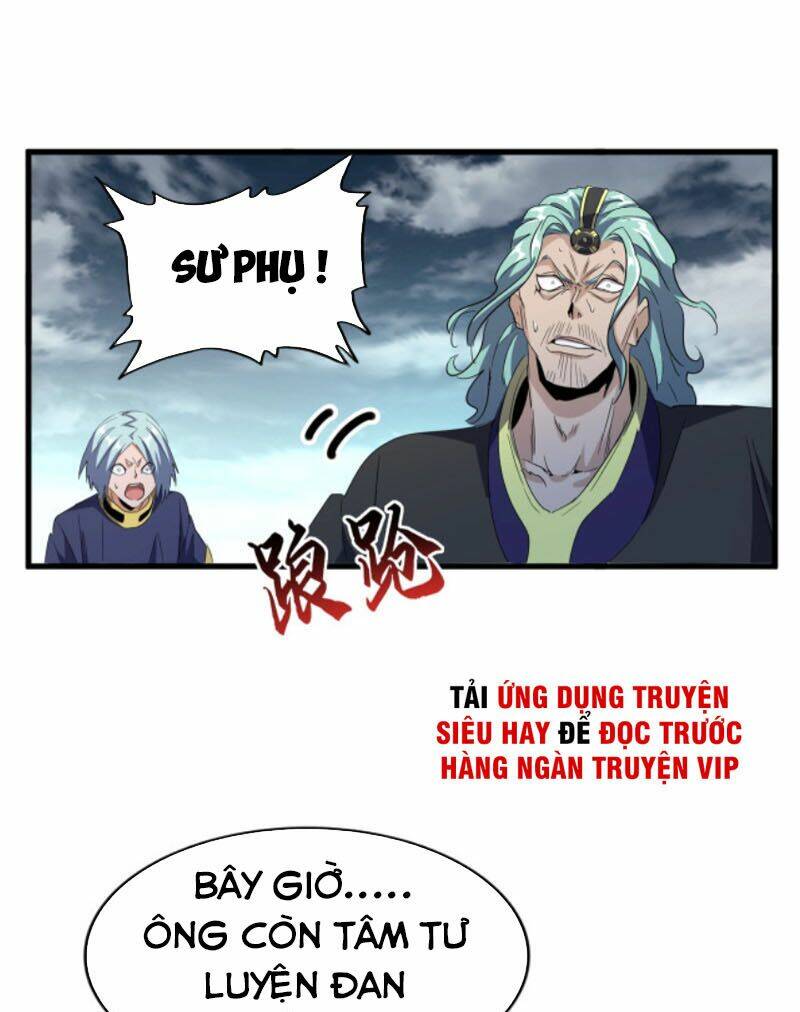 SƯ PHỤ !
踉跄
TẢI ỨNG DỤNG TRUYỆN
SIÊU HAY ĐỂ ĐỌC TRƯỚC
HÀNG NGÀN TRUYỆN VIP
BÂY GIỜ.....
ÔNG CÒN TÂM TƯ
LUYỆN ĐAN